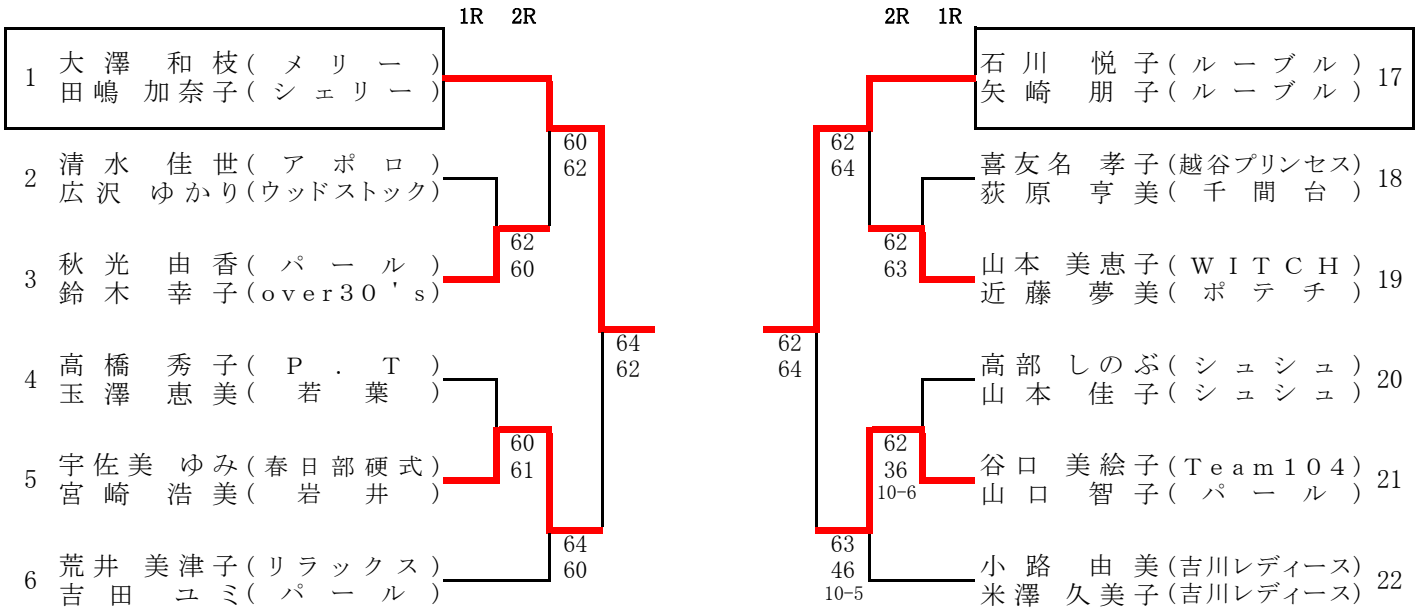 1R 2R
2R 1R
1
大澤 和枝(メリー)
田嶋 加奈子(シェリー)
60
62
2
清水 佳世(アポロ)
広沢 ゆかり(ウッドストック)
62
60
3
秋光 由香(パール)
鈴木 幸子(over30's)
64
62
4
高橋 秀子(P.T)
玉澤 恵美(若葉)
60
61
5
宇佐美 ゆみ(春日部硬式)
宮崎 浩美(岩井)
64
60
6
荒井 美津子(リラックス)
吉田 ユミ(パール)
石川 悦子(ルーブル)
矢崎 朋子(ルーブル)
17
62
64
喜友名 孝子(越谷プリンセス)
荻原 亨美(千間台)
18
62
63
山本 美恵子(WITCH)
近藤 夢美(ポテチ)
19
62
64
高部 しのぶ(シュシュ)
山本 佳子(シュシュ)
20
62
36
10-6
谷口 美絵子(Team104)
山口 智子(パール)
21
63
46
10-5
小路 由美(吉川レディース)
米澤 久美子(吉川レディース)
22